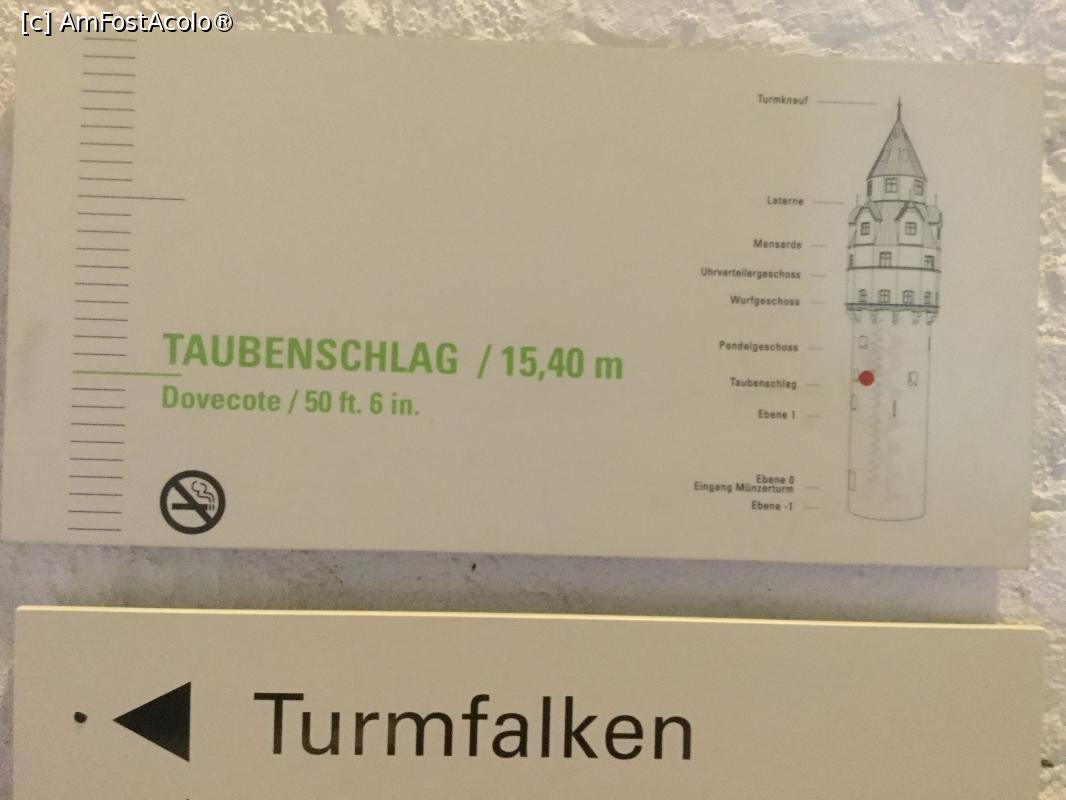 [c] AmFostAcolo®
TAUBENSCHLAG / 15,40 m
Dovecote / 50 ft. 6 in.
Turmknauf
Laterne
Mansarde
Uhrverteilergeschoss
Wurfgeschoss
Pendelgeschoss
Taubenschlag
Ebene 1
Ebene 0
Eingang Münzerturm
Ebene -1
Turmfalken